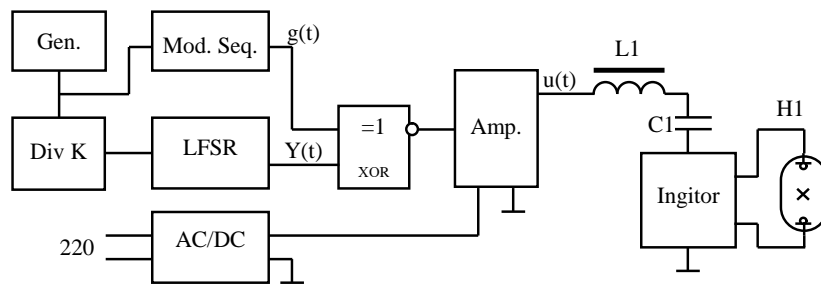 Gen.
Mod. Seq.
g(t)
L1
u(t)
C1
H1
=1
XOR
Amp.
Div K
LFSR
Y(t)
Ingitor
220
AC/DC